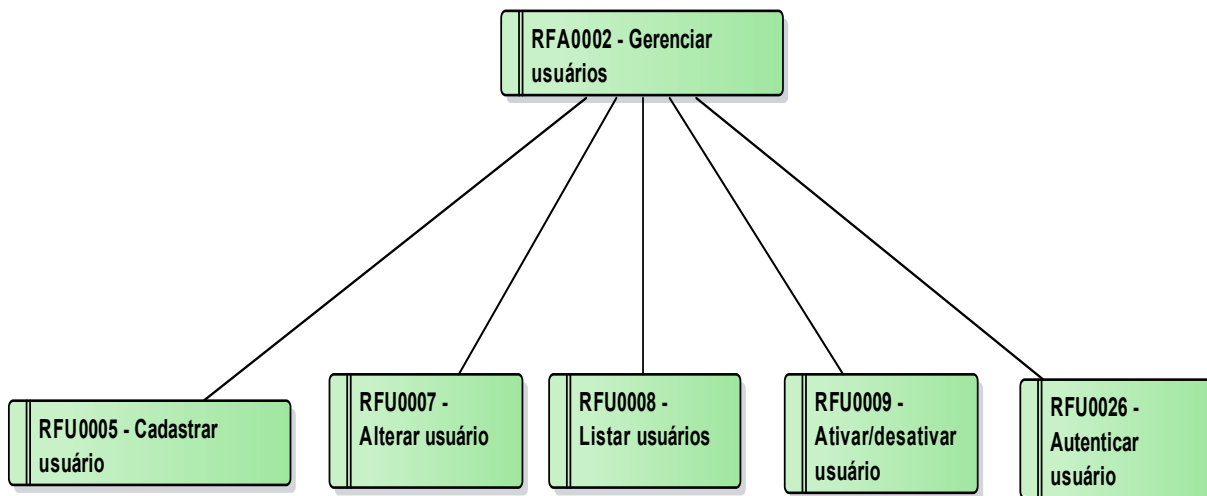 RFA0002 - Gerenciar
usuários
RFU0005 - Cadastrar
usuário
RFU0007 -
Alterar usuário
RFU0008 -
Listar usuários
RFU0009 -
Ativar/desativar
usuário
RFU0026 -
Autenticar
usuário